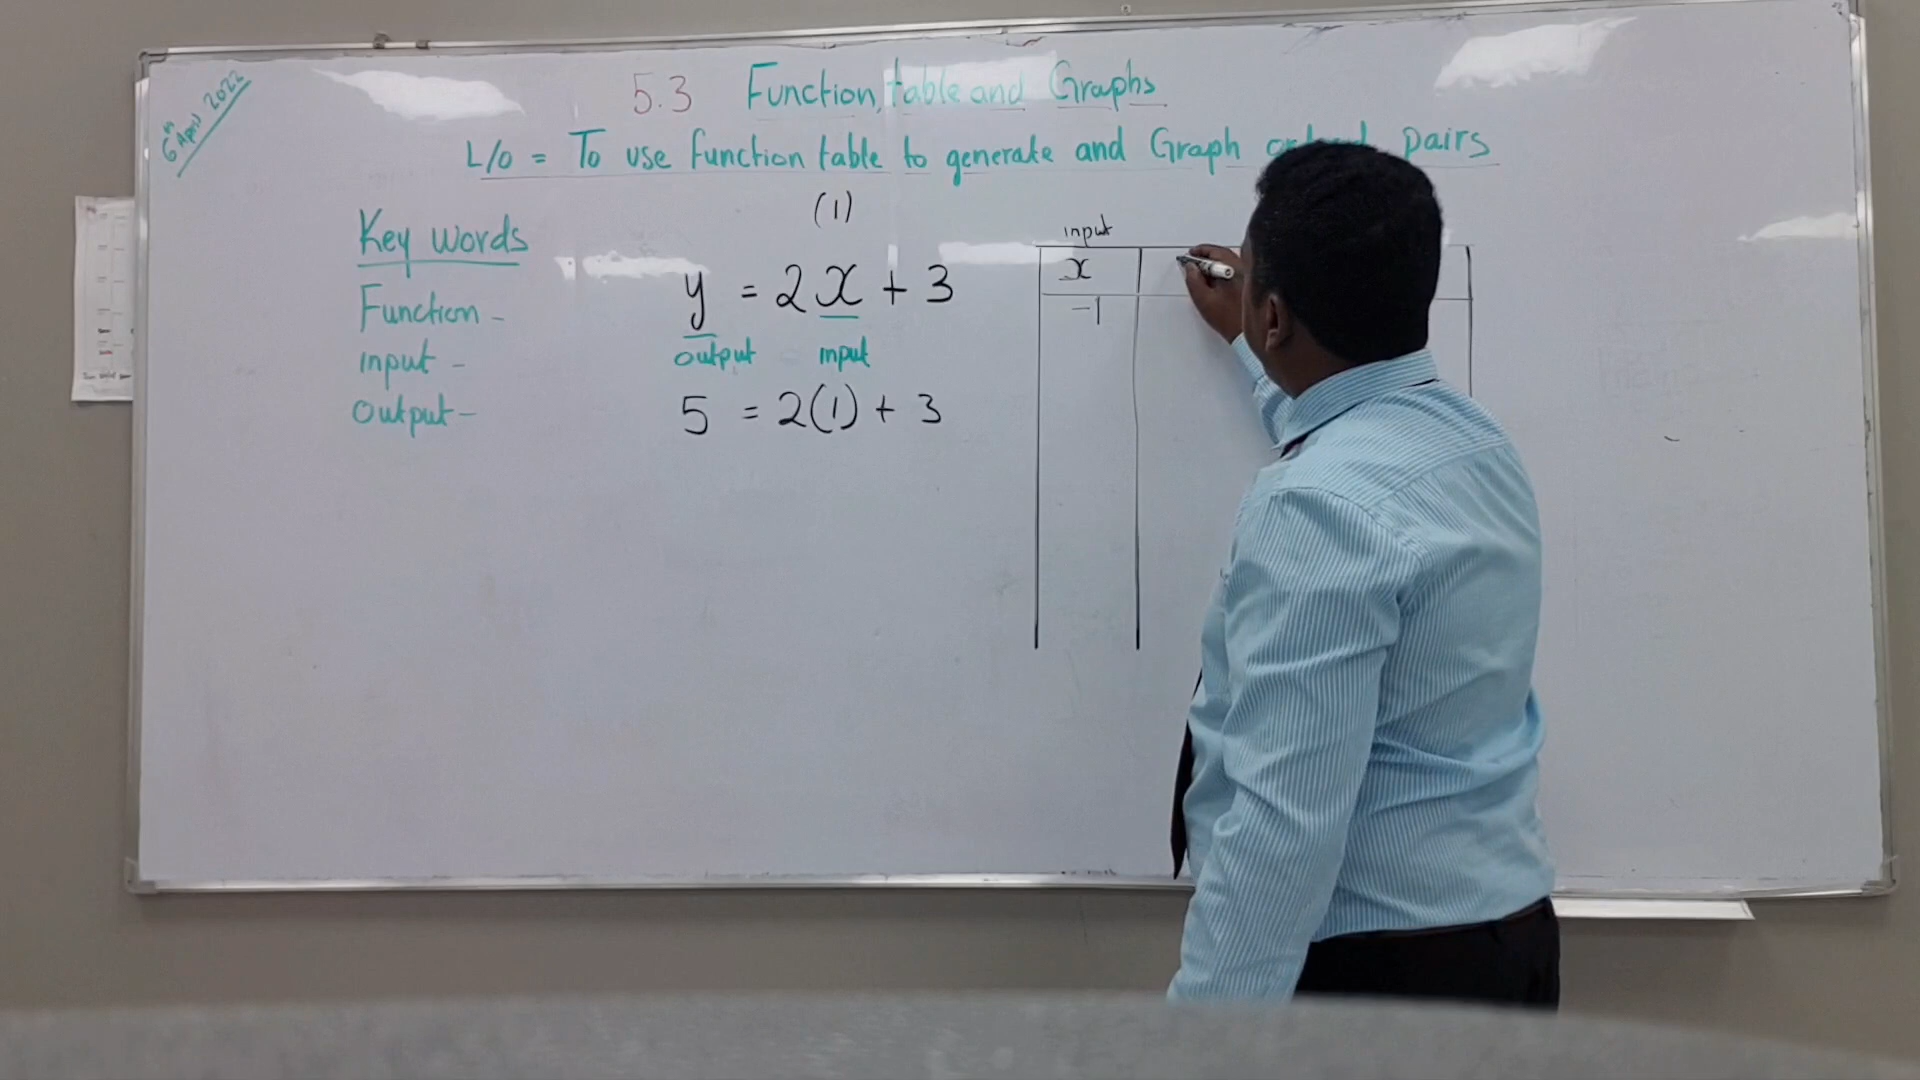 6th April 2022
5.3 Function, table and Graphs
L/o = To use function table to generate and Graph pairs
(1)
Key words
Function -
input -
output -
y = 2x + 3
output input
5 = 2(1) + 3
input
x
-1